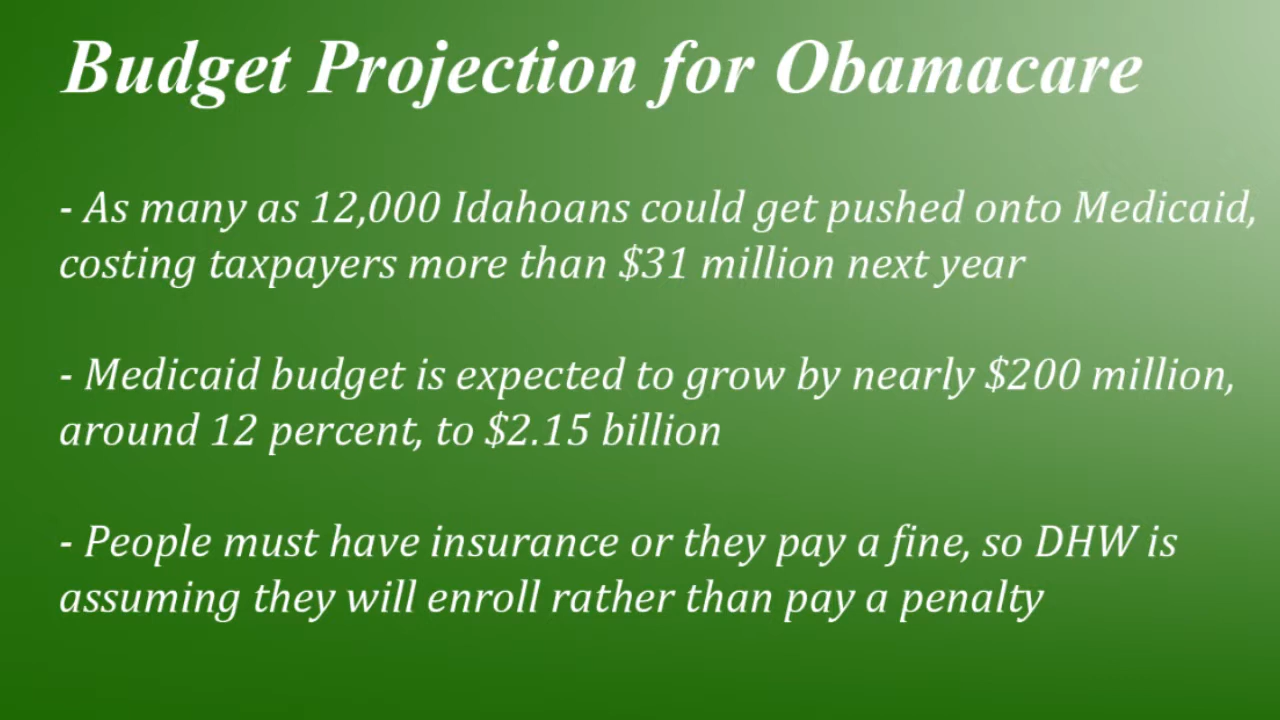 Budget Projection for Obamacare
- As many as 12,000 Idahoans could get pushed onto Medicaid,
costing taxpayers more than $31 million next year
- Medicaid budget is expected to grow by nearly $200 million,
around 12 percent, to $2.15 billion
- People must have insurance or they pay a fine, so DHW is
assuming they will enroll rather than pay a penalty